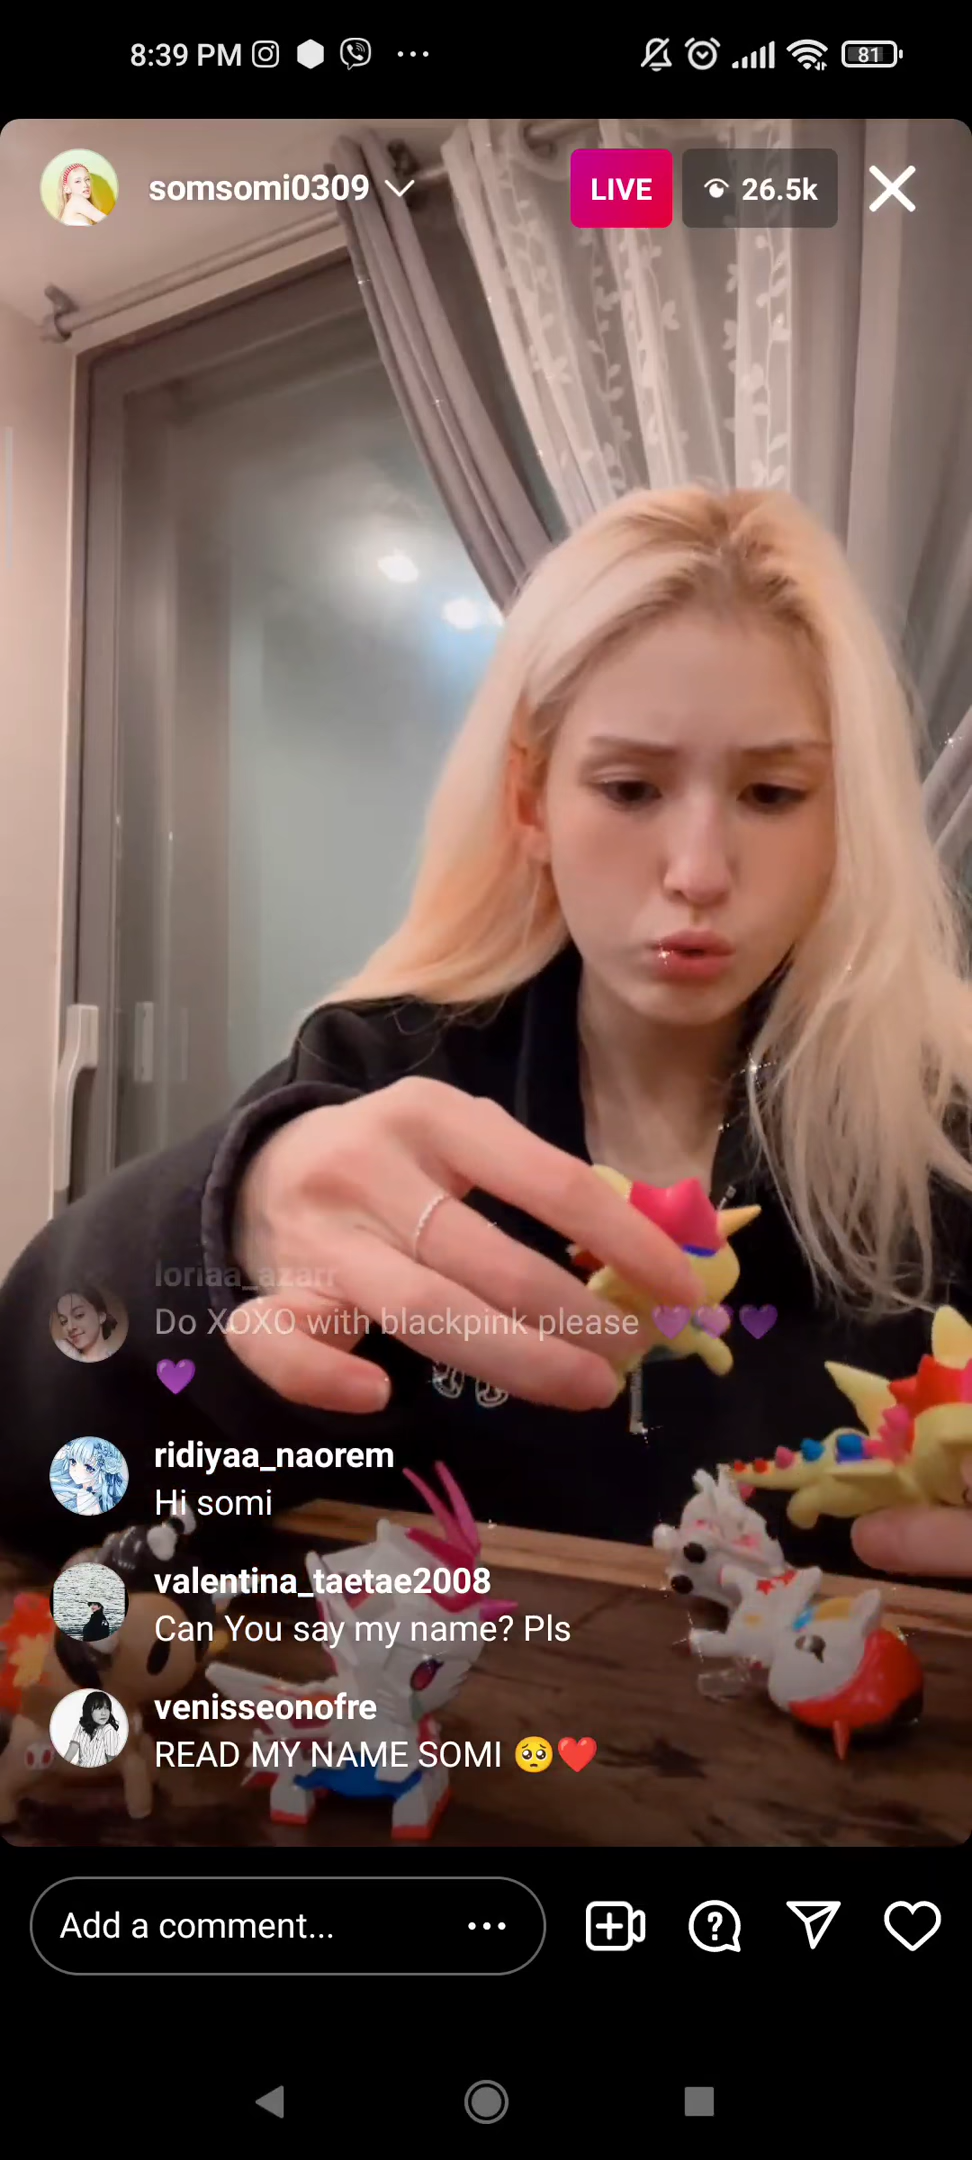 8:39 PM
81
somsomi0309
LIVE
26.5k
loriaa_azarr
Do XOXO with blackpink please 💜💜💜
💜
ridiyaa_naorem
Hi somi
valentina_taetae2008
Can You say my name? Pls
venisseonofre
READ MY NAME SOMI 🥺❤️
Add a comment...